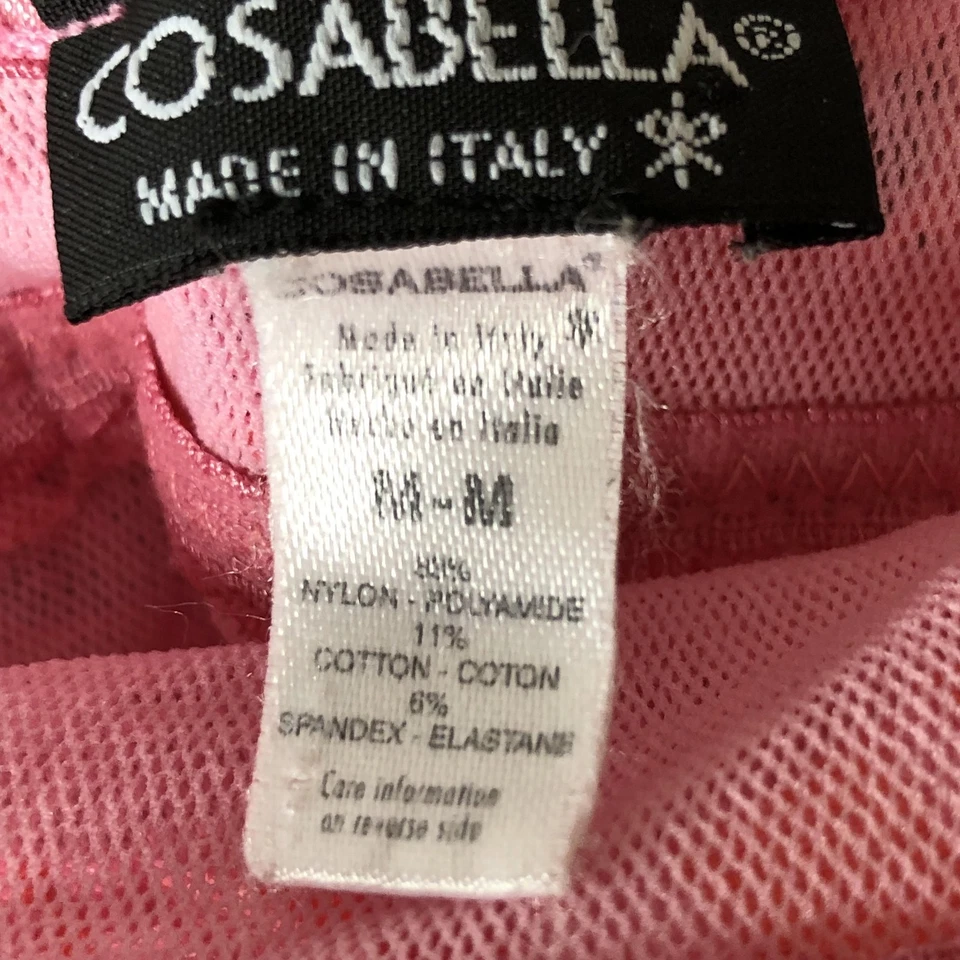 COSABELLA®
MADE IN ITALY
COSABELLA
Made in Italy
Fabriqué en Italie
Hecho en Italia
M - M
NYLON - POLYAMIDE
11%
COTTON - COTON
6%
SPANDEX - ELASTANE
Care information
on reverse side